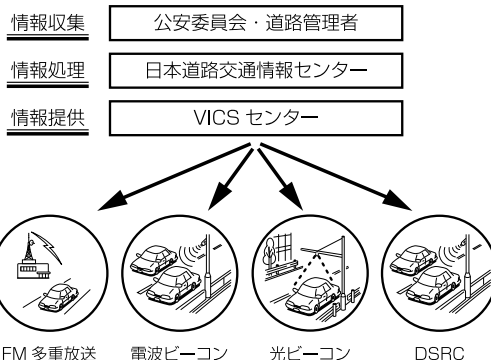 情報収集 公安委員会・道路管理者
情報処理 日本道路交通情報センター
情報提供 VICS センター
FM 多重放送 電波ビーコン 光ビーコン DSRC